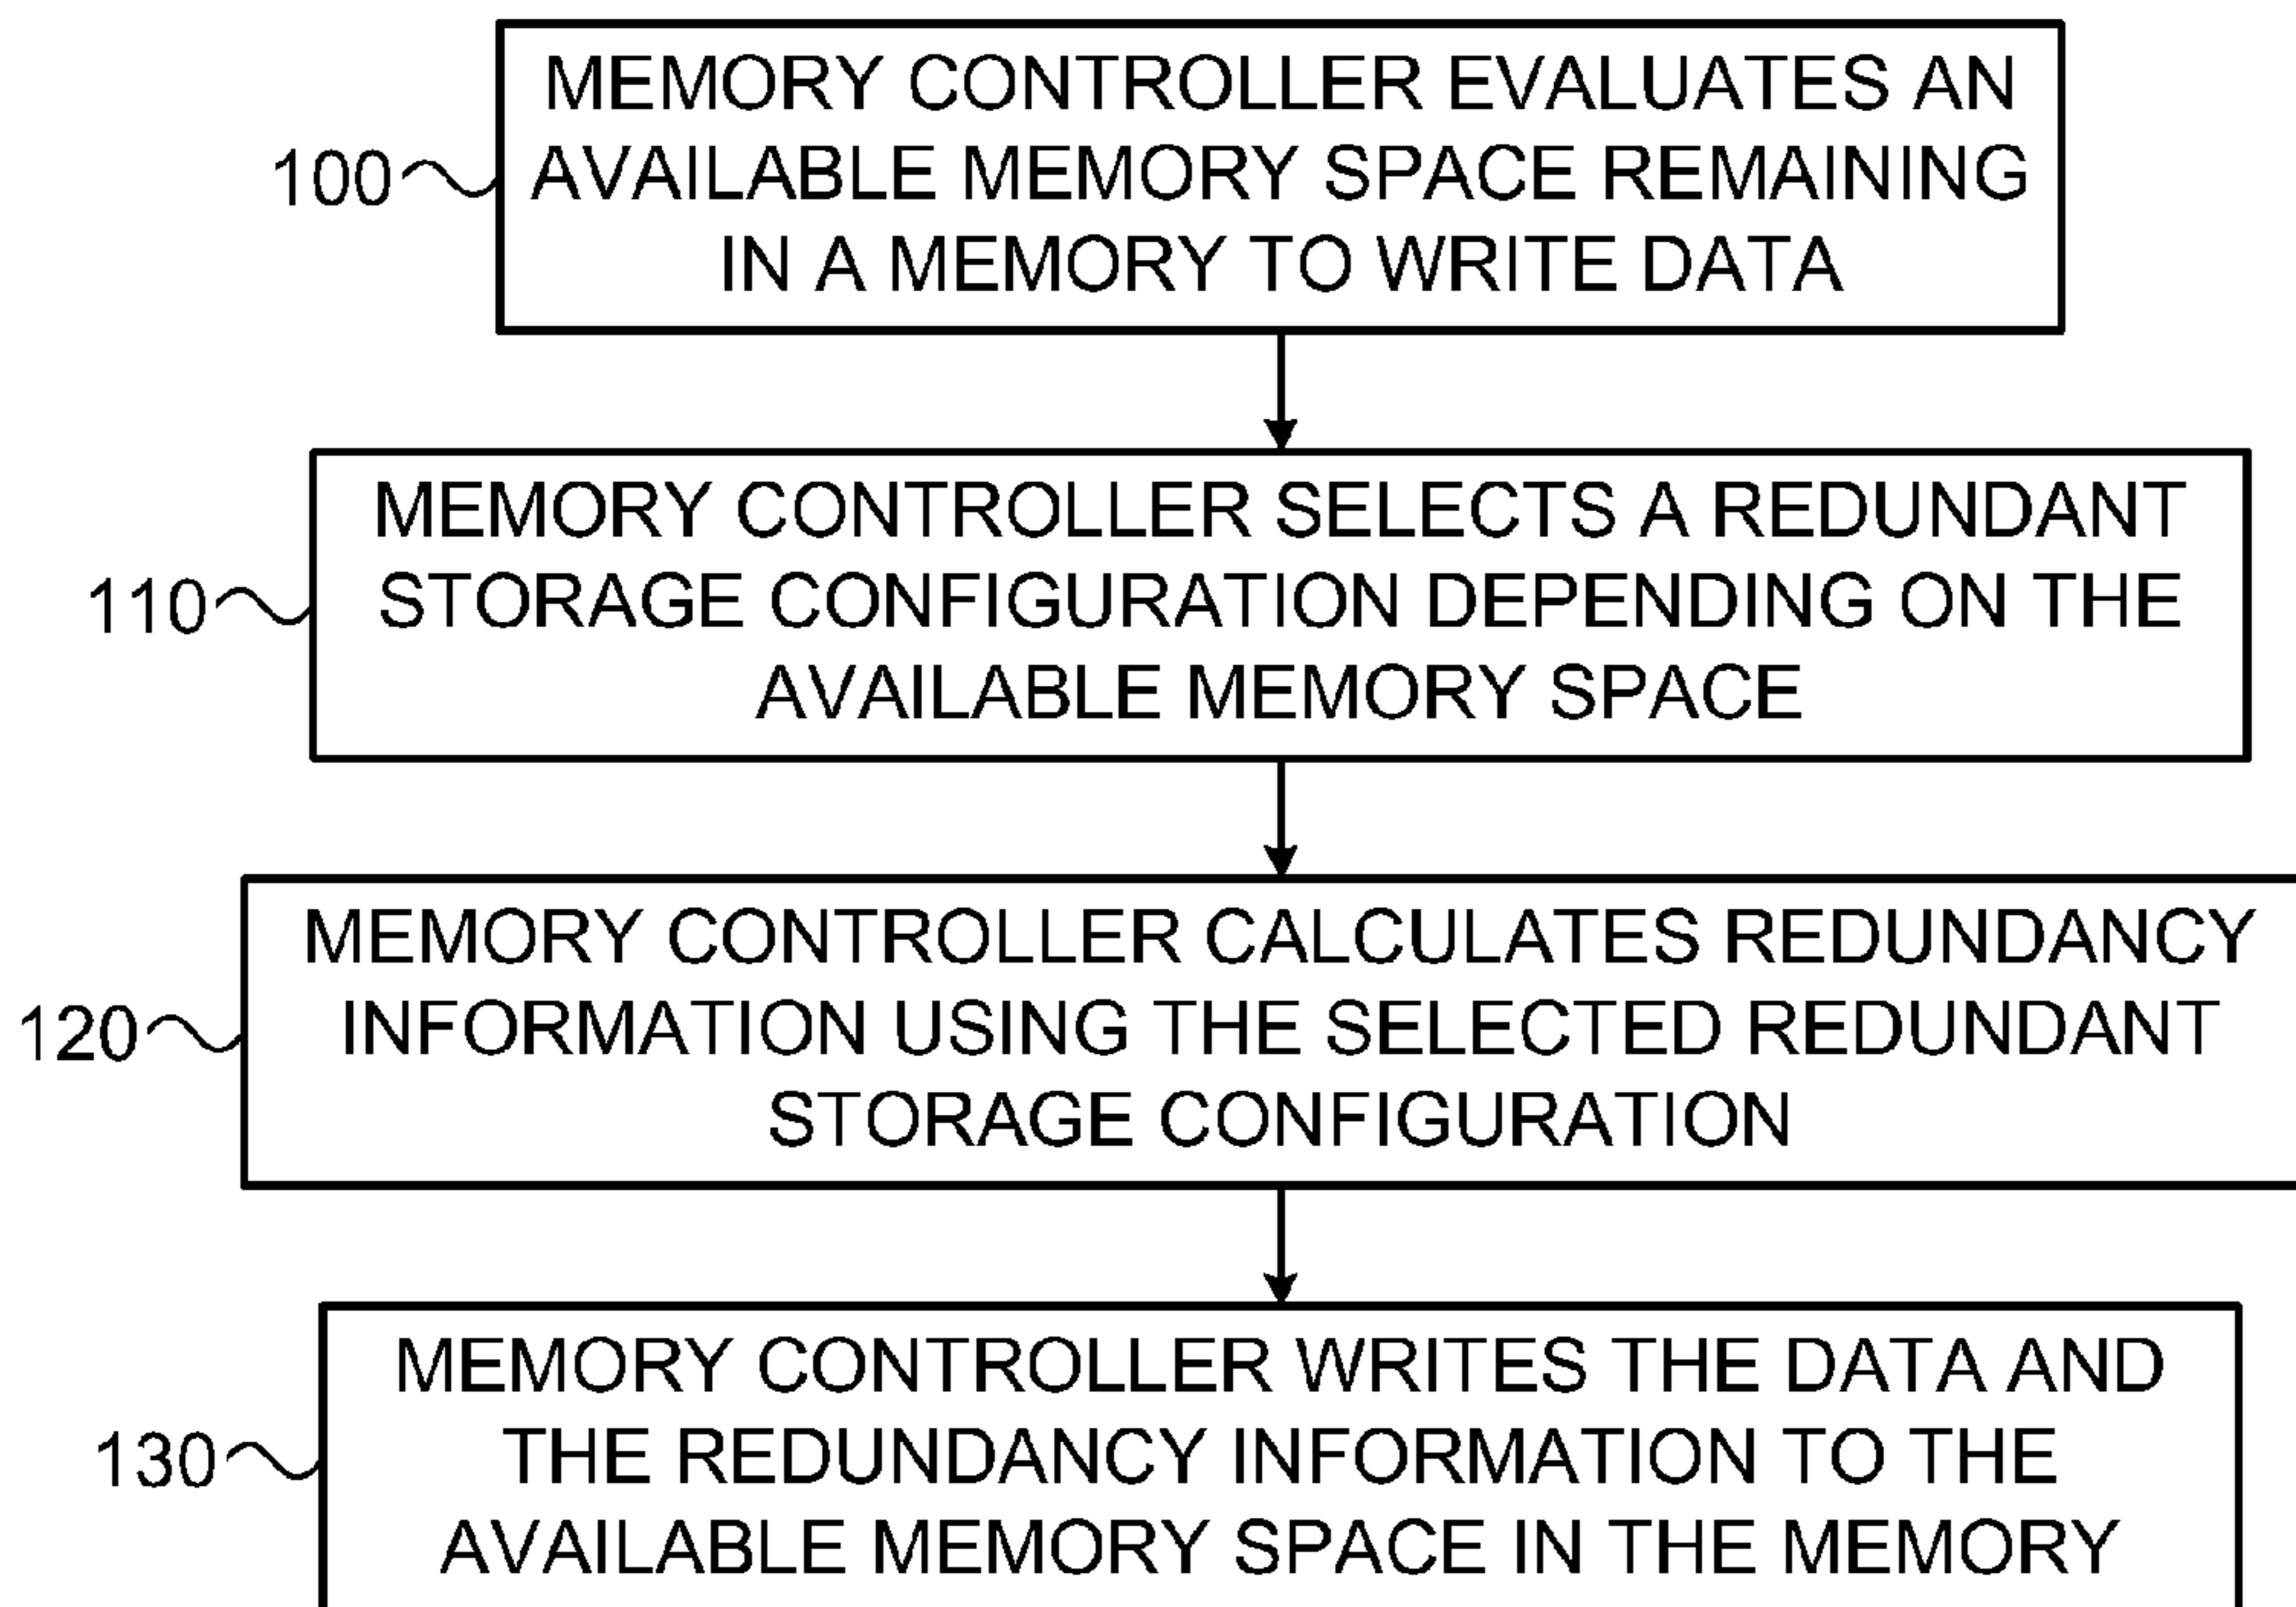 MEMORY CONTROLLER EVALUATES AN
100 AVAILABLE MEMORY SPACE REMAINING
IN A MEMORY TO WRITE DATA
MEMORY CONTROLLER SELECTS A REDUNDANT
110 STORAGE CONFIGURATION DEPENDING ON THE
AVAILABLE MEMORY SPACE
MEMORY CONTROLLER CALCULATES REDUNDANCY
120 INFORMATION USING THE SELECTED REDUNDANT
STORAGE CONFIGURATION
MEMORY CONTROLLER WRITES THE DATA AND
130 THE REDUNDANCY INFORMATION TO THE
AVAILABLE MEMORY SPACE IN THE MEMORY